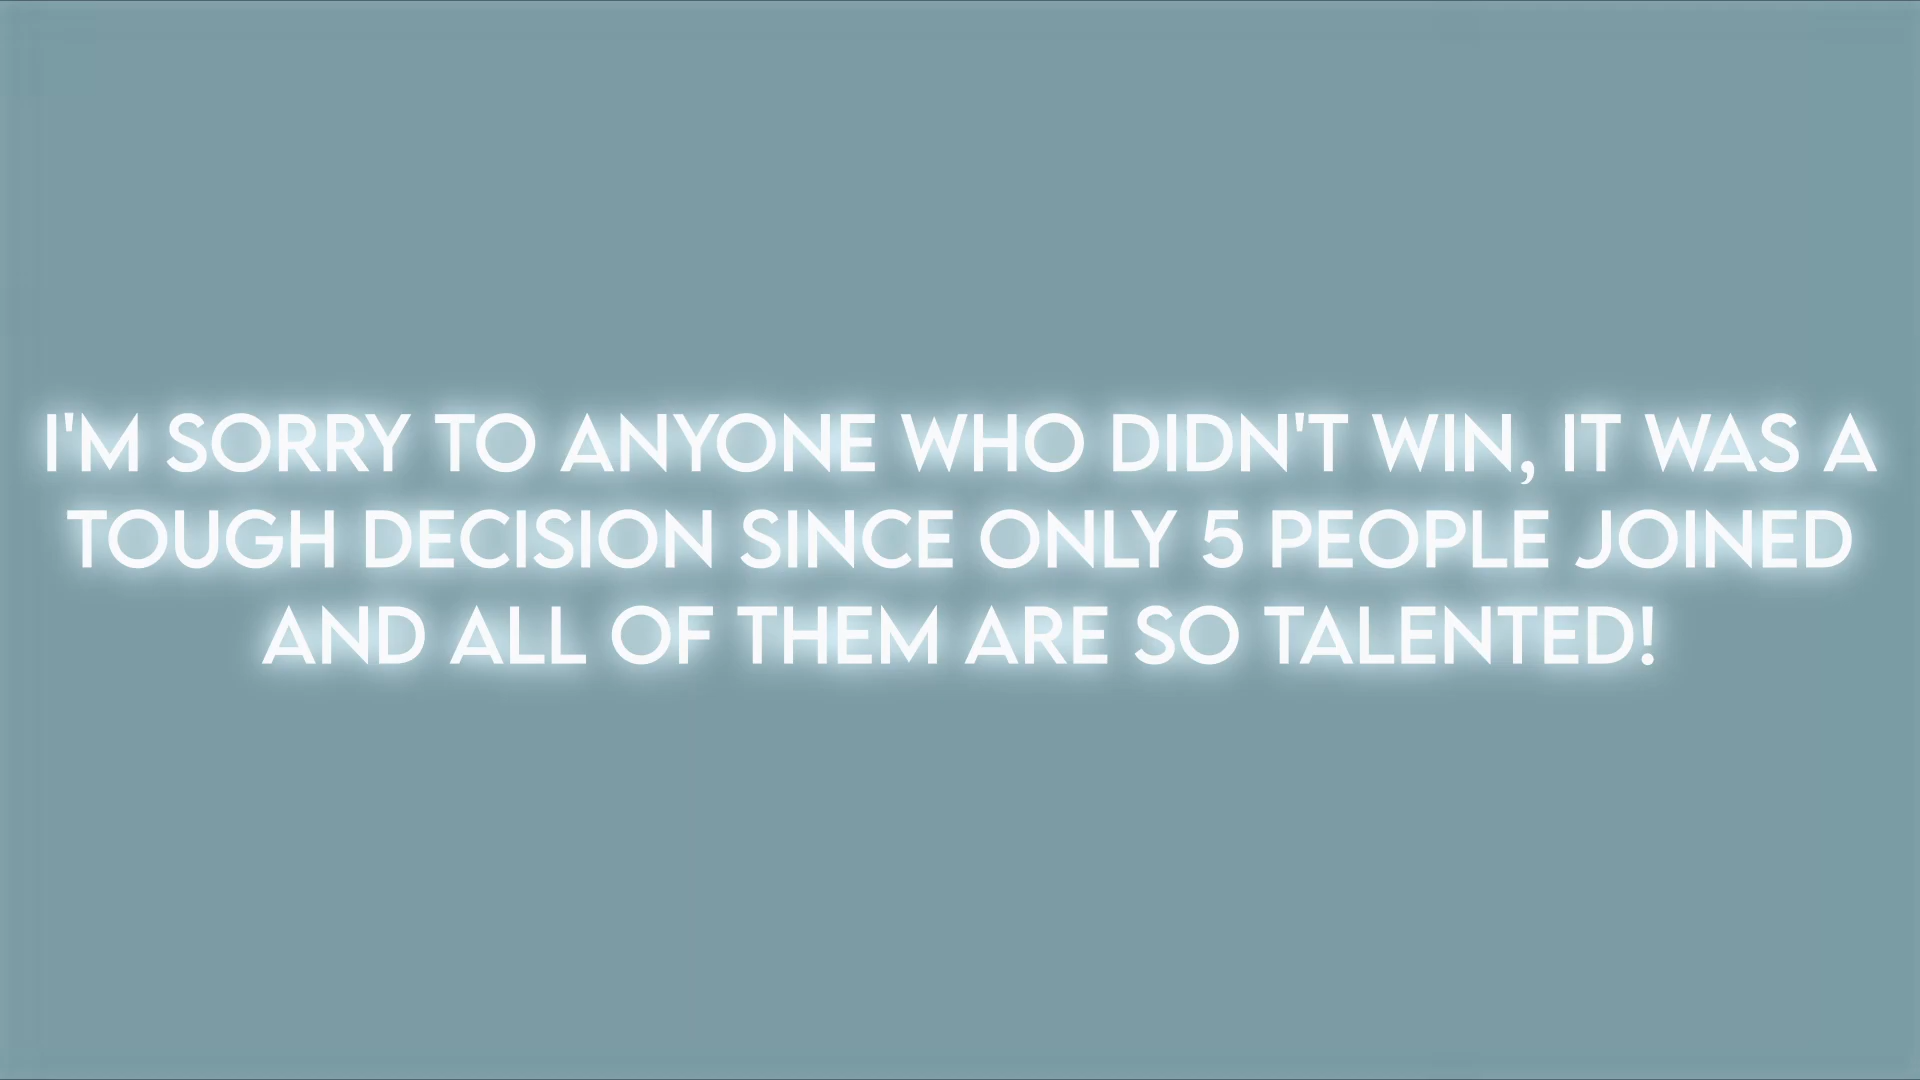 I'M SORRY TO ANYONE WHO DIDN'T WIN, IT WAS A
TOUGH DECISION SINCE ONLY 5 PEOPLE JOINED
AND ALL OF THEM ARE SO TALENTED!